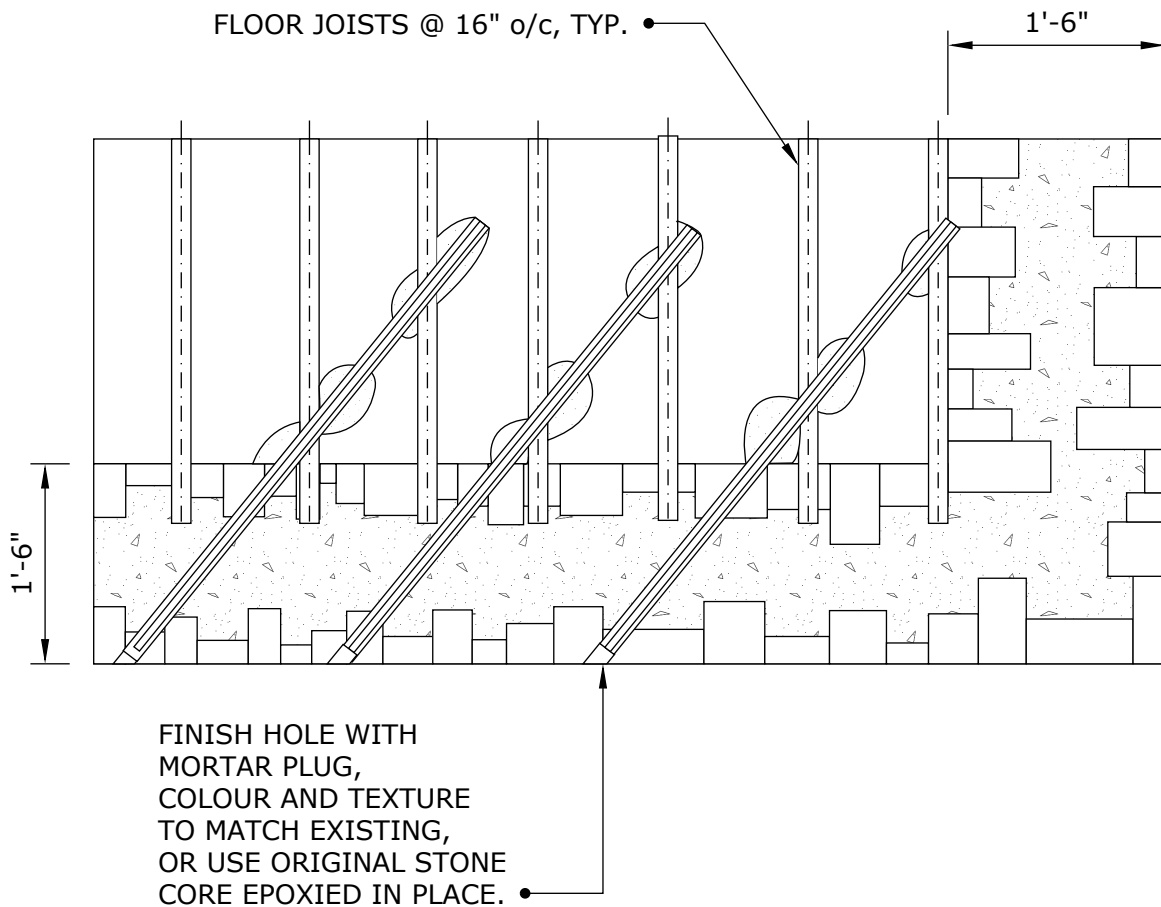 FLOOR JOISTS @ 16" o/c, TYP.
1'-6"
1'-6"
FINISH HOLE WITH
MORTAR PLUG,
COLOUR AND TEXTURE
TO MATCH EXISTING,
OR USE ORIGINAL STONE
CORE EPOXIED IN PLACE.